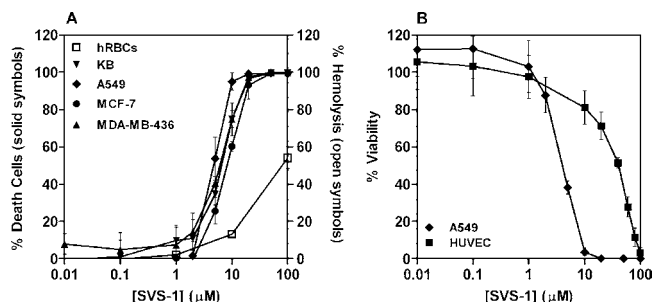 A
B
hRBCs
KB
A549
MCF-7
MDA-MB-436
% Death Cells (solid symbols)
120
100
80
60
40
20
0
120
100
80
60
40
20
0
% Hemolysis (open symbols)
0.01 0.1 1 10 100
[SVS-1] (µM)
% Viability
120
100
80
60
40
20
0
A549
HUVEC
0.01 0.1 1 10 100
[SVS-1] (µM)